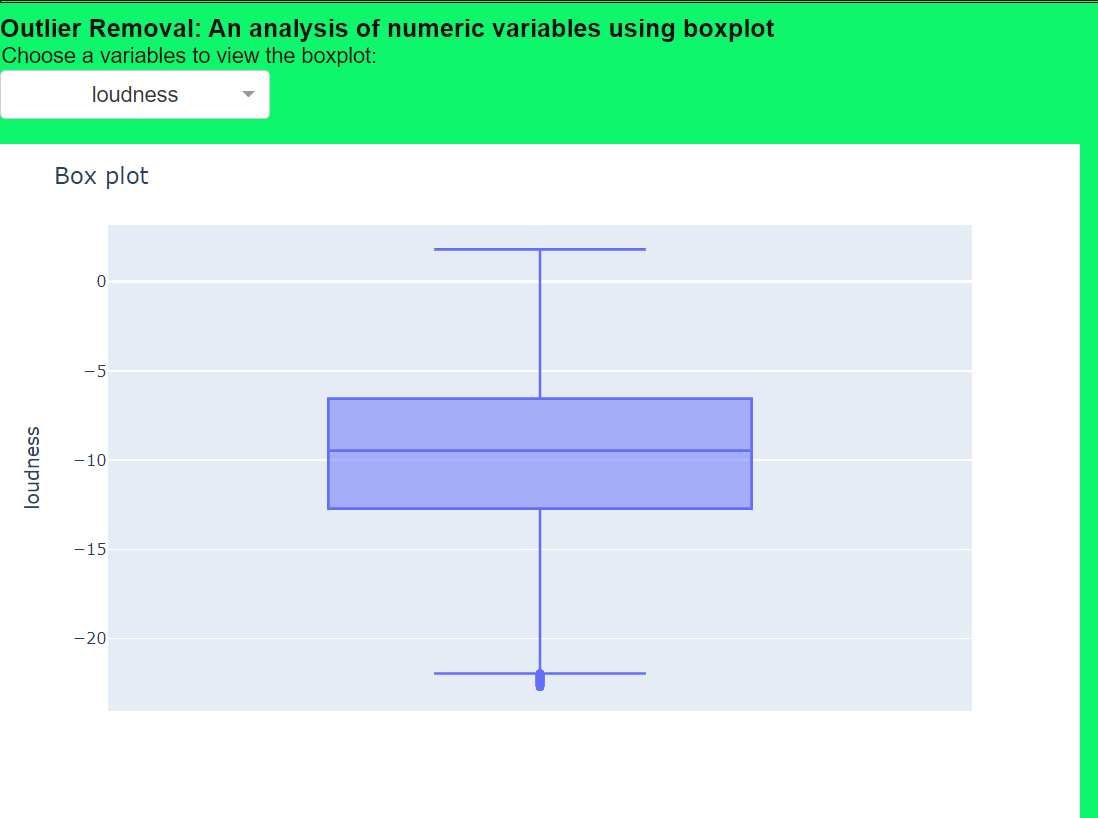 Outlier Removal: An analysis of numeric variables using boxplot
Choose a variables to view the boxplot:
loudness
Box plot
0
−5
−10
−15
−20
loudness